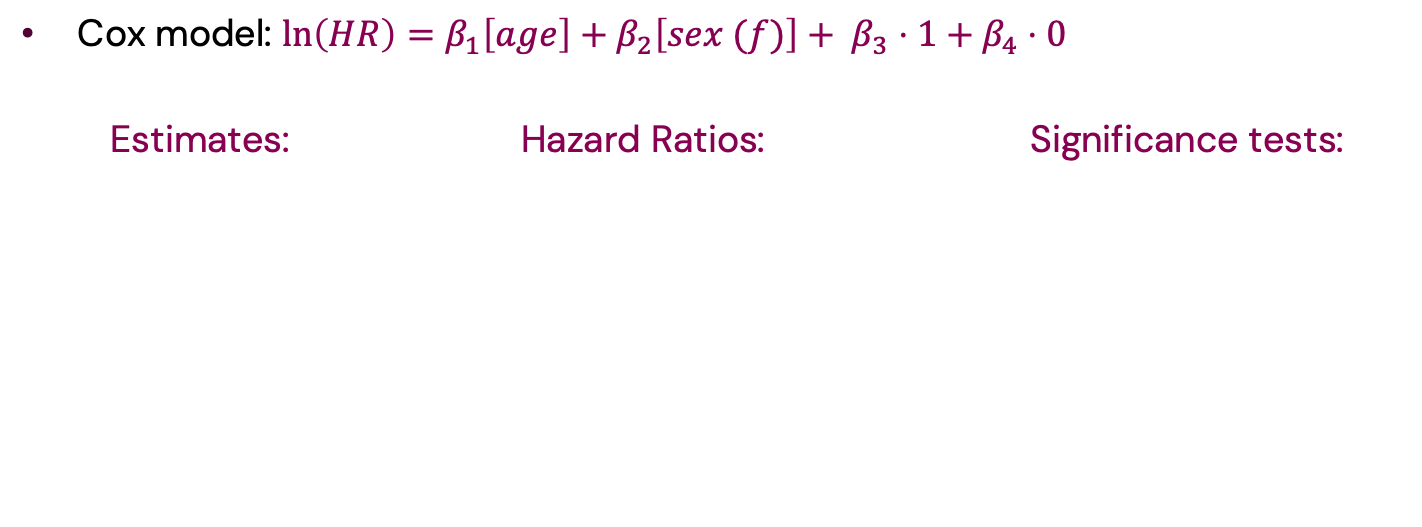 • Cox model: ln(HR) = β₁[age] + β₂[sex (f)] + β₃ · 1 + β₄ · 0
Estimates: Hazard Ratios: Significance tests: